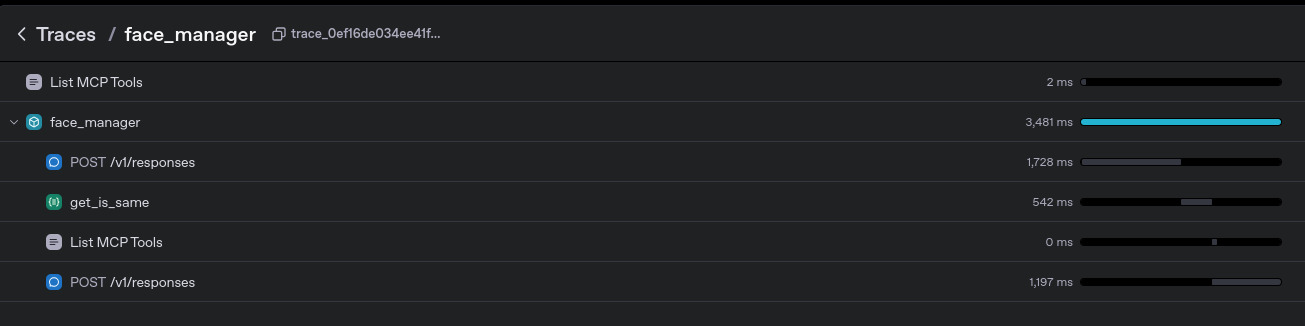 Traces / face_manager trace_0ef16de034ee41f...
List MCP Tools 2 ms
face_manager 3,481 ms
POST /v1/responses 1,728 ms
get_is_same 542 ms
List MCP Tools 0 ms
POST /v1/responses 1,197 ms